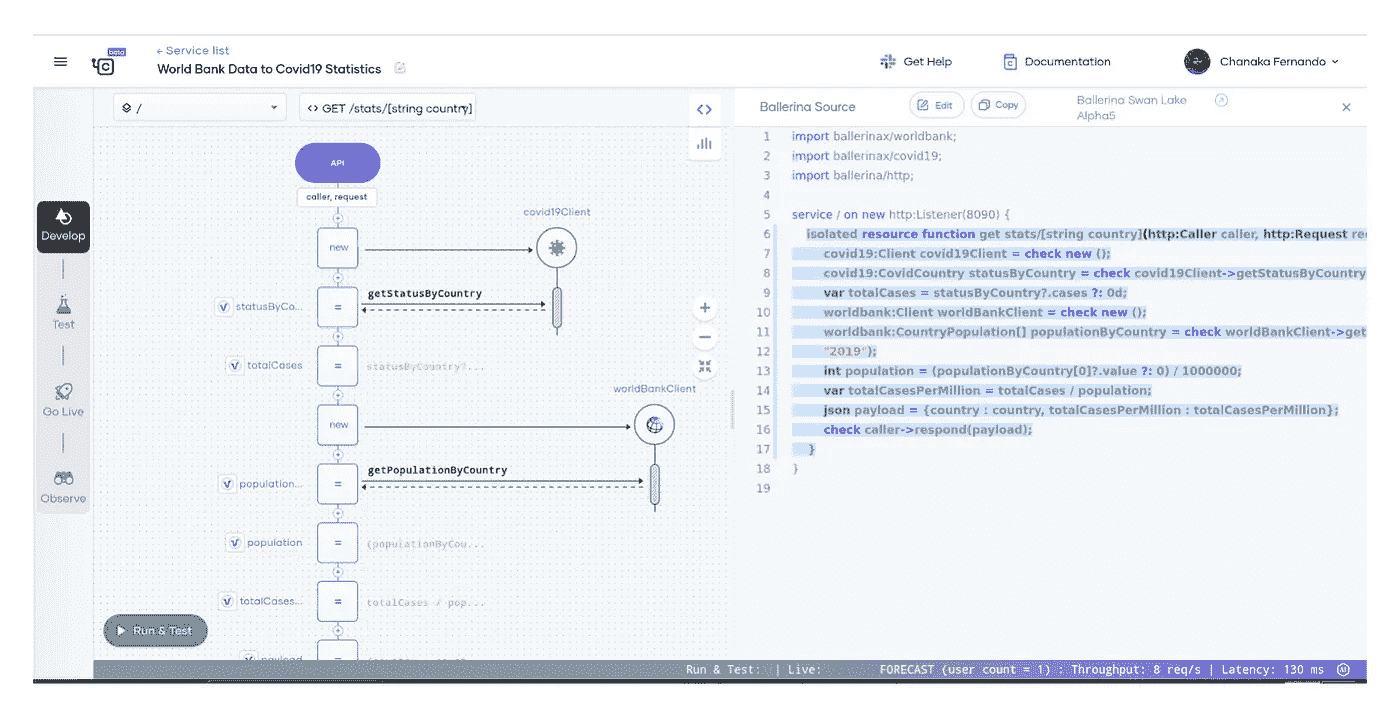 beta
← Service list
World Bank Data to Covid19 Statistics
Get Help
Documentation
Chanaka Fernando
/
<> GET /stats/[string country]
Develop
Test
Go Live
Observe
API
caller, request
new
covid19Client
statusByCo...
=
getStatusByCountry
totalCases
=
statusByCountry?...
new
worldBankClient
population...
=
getPopulationByCountry
population
=
(populationByCou...
totalCases...
=
totalCases / pop...
payload
=
Run & Test
Ballerina Source
Edit
Copy
Ballerina Swan Lake
Alpha5
1 import ballerinax/worldbank;
2 import ballerinax/covid19;
3 import ballerina/http;
4
5 service / on new http:Listener(8090) {
6 isolated resource function get stats/[string country](http:Caller caller, http:Request re
7 covid19:Client covid19Client = check new ();
8 covid19:CovidCountry statusByCountry = check covid19Client->getStatusByCountry
9 var totalCases = statusByCountry?.cases ?: 0d;
10 worldbank:Client worldBankClient = check new ();
11 worldbank:CountryPopulation[] populationByCountry = check worldBankClient->get
12 "2019");
13 int population = (populationByCountry[0]?.value ?: 0) / 1000000;
14 var totalCasesPerMillion = totalCases / population;
15 json payload = {country : country, totalCasesPerMillion : totalCasesPerMillion};
16 check caller->respond(payload);
17 }
18 }
19
Run & Test: | Live: FORECAST (user count = 1) : Throughput: 8 req/s | Latency: 130 ms AI